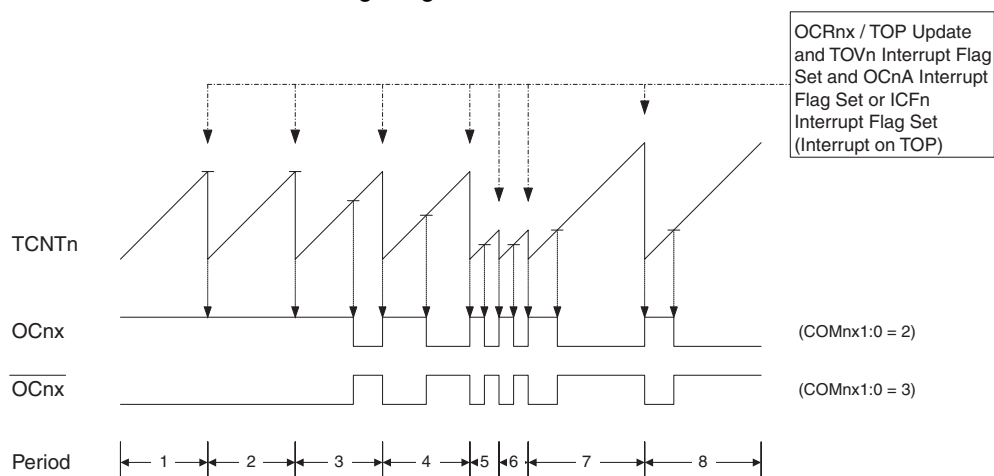 OCRnx / TOP Update
and TOVn Interrupt Flag
Set and OCnA Interrupt
Flag Set or ICFn
Interrupt Flag Set
(Interrupt on TOP)
TCNTn
OCnx
(COMnx1:0 = 2)
OCnx
(COMnx1:0 = 3)
Period
1 2 3 4 5 6 7 8